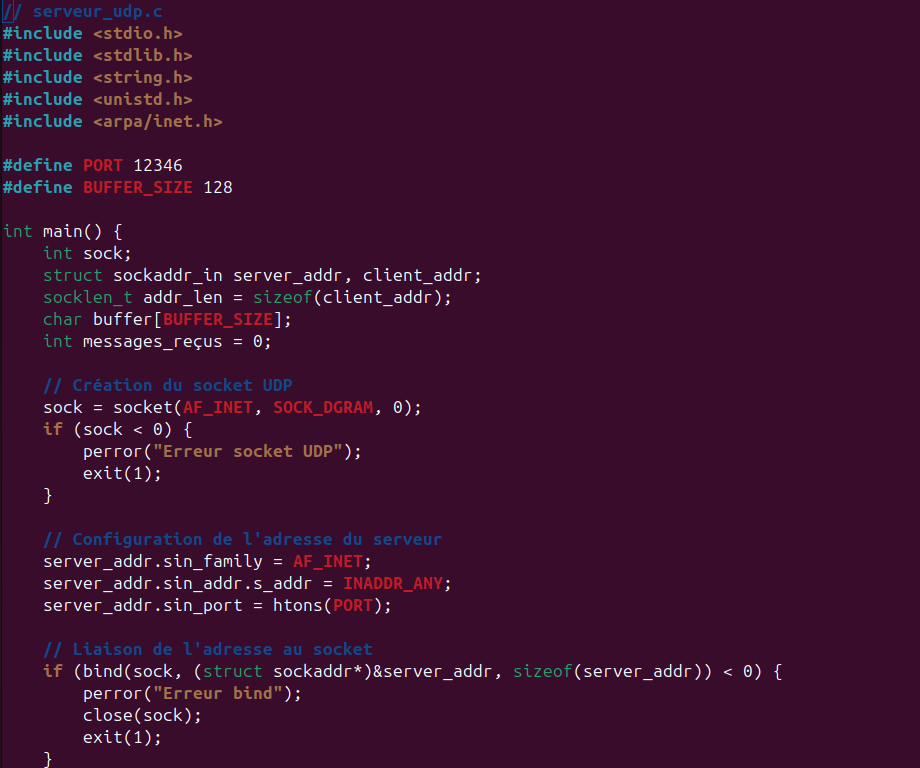 // serveur_udp.c
#include <stdio.h>
#include <stdlib.h>
#include <string.h>
#include <unistd.h>
#include <arpa/inet.h>

#define PORT 12346
#define BUFFER_SIZE 128

int main() {
    int sock;
    struct sockaddr_in server_addr, client_addr;
    socklen_t addr_len = sizeof(client_addr);
    char buffer[BUFFER_SIZE];
    int messages_reçus = 0;

    // Création du socket UDP
    sock = socket(AF_INET, SOCK_DGRAM, 0);
    if (sock < 0) {
        perror("Erreur socket UDP");
        exit(1);
    }

    // Configuration de l'adresse du serveur
    server_addr.sin_family = AF_INET;
    server_addr.sin_addr.s_addr = INADDR_ANY;
    server_addr.sin_port = htons(PORT);

    // Liaison de l'adresse au socket
    if (bind(sock, (struct sockaddr*)&server_addr, sizeof(server_addr)) < 0) {
        perror("Erreur bind");
        close(sock);
        exit(1);
    }